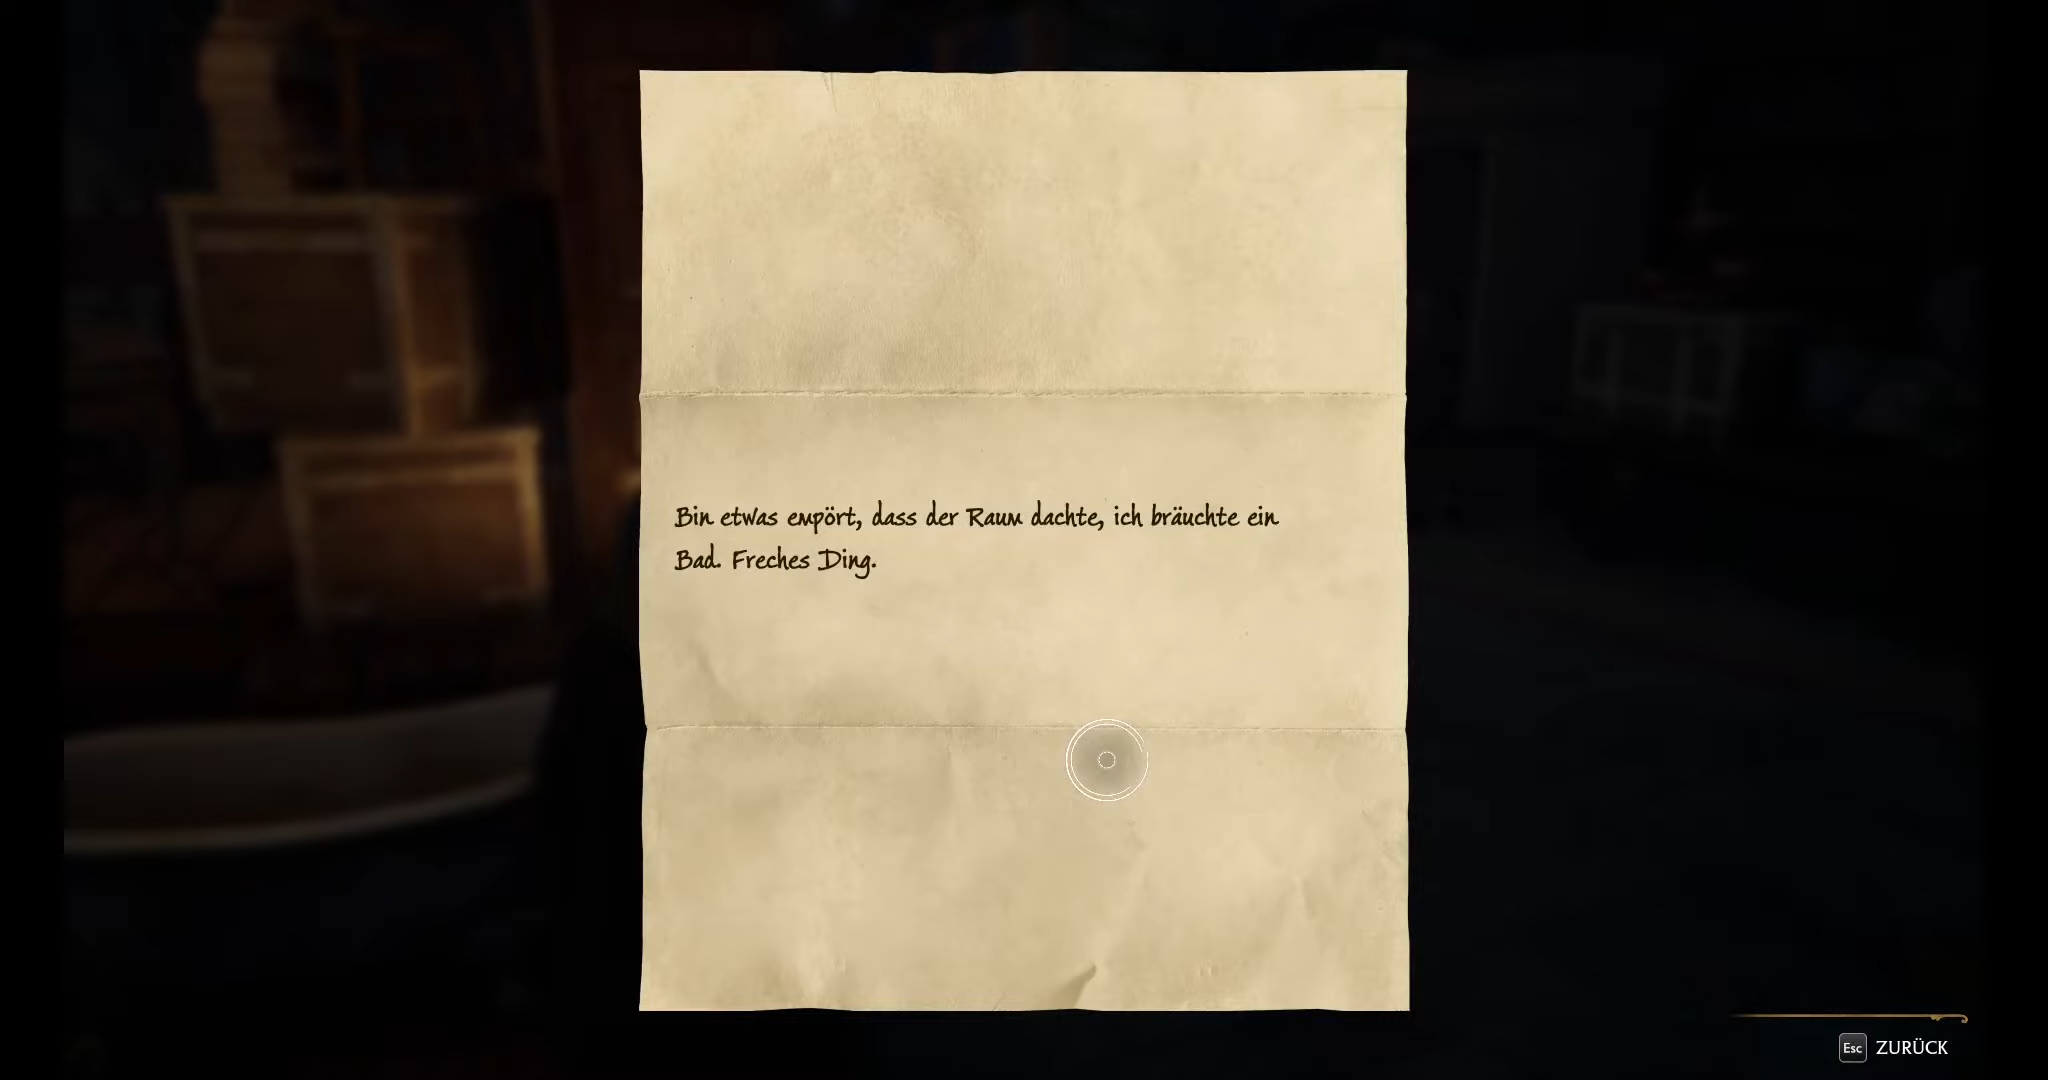 Bin etwas empört, dass der Raum dachte, ich bräuchte ein
Bad. Freches Ding.
Esc ZURÜCK